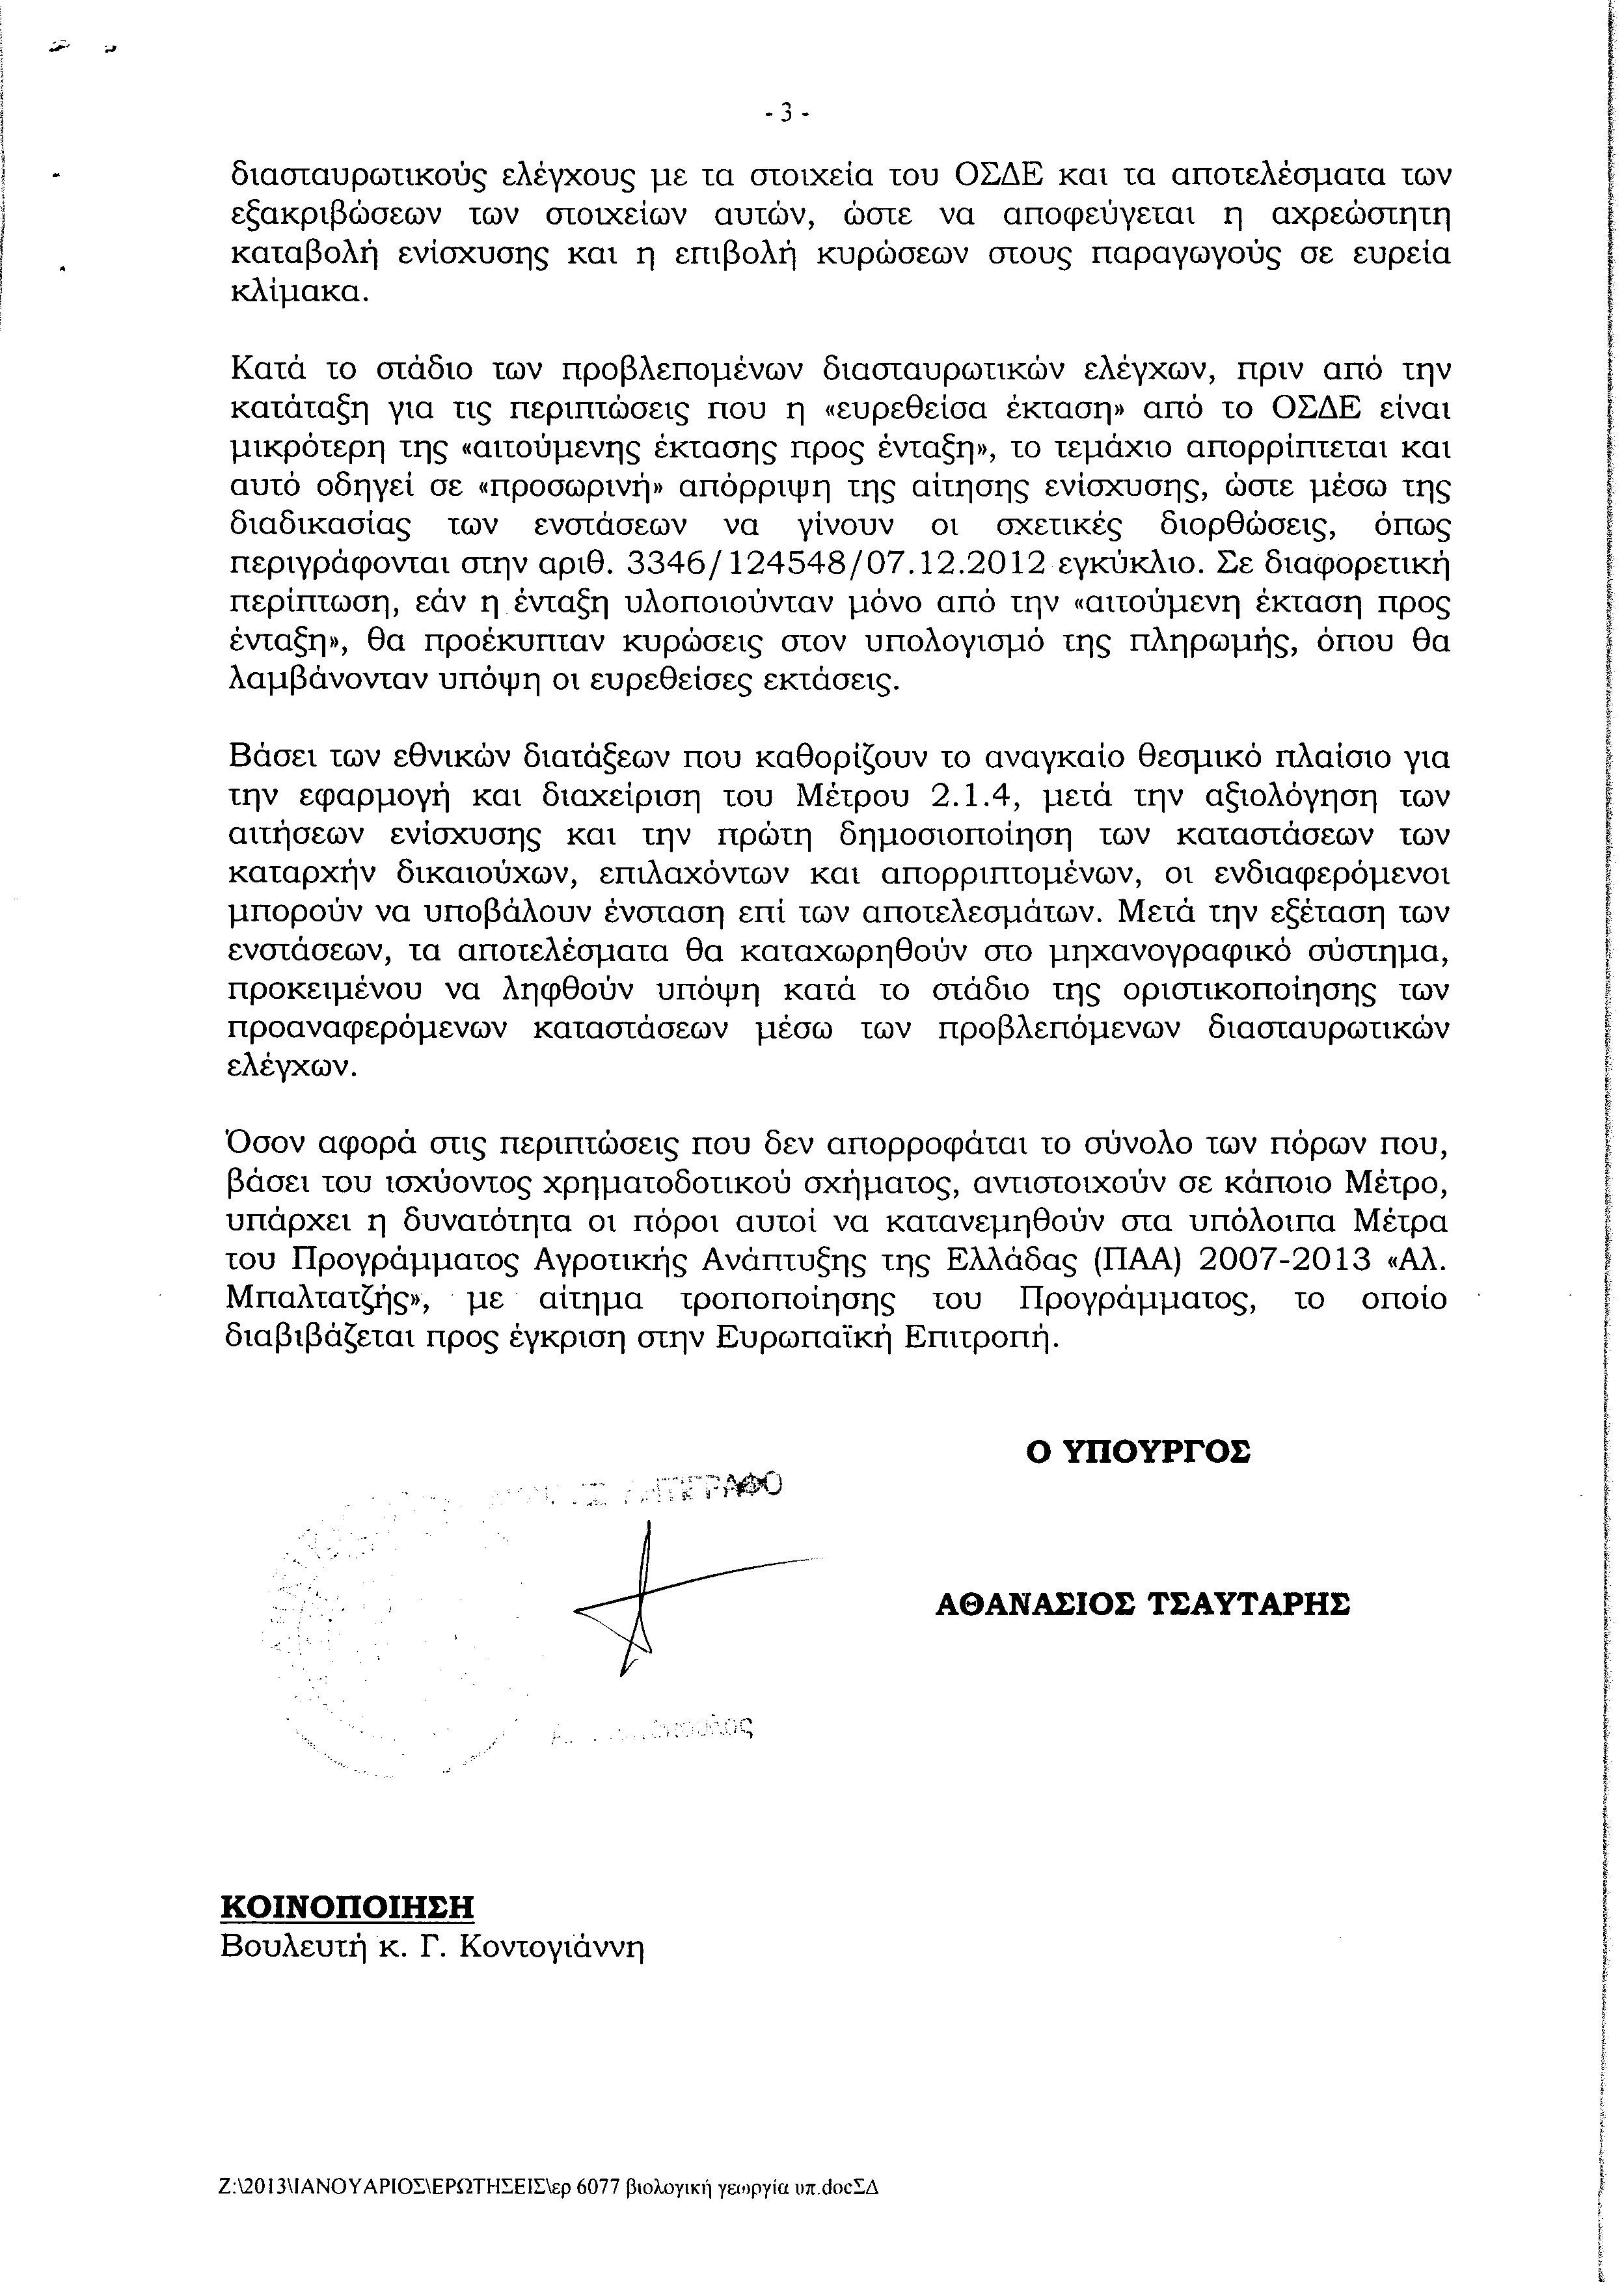 - 3 -
διασταυρωτικούς ελέγχους με τα στοιχεία του ΟΣΔΕ και τα αποτελέσματα των
εξακριβώσεων των στοιχείων αυτών, ώστε να αποφεύγεται η αχρεώστητη
καταβολή ενίσχυσης και η επιβολή κυρώσεων στους παραγωγούς σε ευρεία
κλίμακα.
Κατά το στάδιο των προβλεπομένων διασταυρωτικών ελέγχων, πριν από την
κατάταξη για τις περιπτώσεις που η «ευρεθείσα έκταση» από το ΟΣΔΕ είναι
μικρότερη της «αιτούμενης έκτασης προς ένταξη», το τεμάχιο απορρίπτεται και
αυτό οδηγεί σε «προσωρινή» απόρριψη της αίτησης ενίσχυσης, ώστε μέσω της
διαδικασίας των ενστάσεων να γίνουν οι σχετικές διορθώσεις, όπως
περιγράφονται στην αριθ. 3346/124548/07.12.2012 εγκύκλιο. Σε διαφορετική
περίπτωση, εάν η ένταξη υλοποιούνταν μόνο από την «αιτούμενη έκταση προς
ένταξη», θα προέκυπταν κυρώσεις στον υπολογισμό της πληρωμής, όπου θα
λαμβάνονταν υπόψη οι ευρεθείσες εκτάσεις.
Βάσει των εθνικών διατάξεων που καθορίζουν το αναγκαίο θεσμικό πλαίσιο για
την εφαρμογή και διαχείριση του Μέτρου 2.1.4, μετά την αξιολόγηση των
αιτήσεων ενίσχυσης και την πρώτη δημοσιοποίηση των καταστάσεων των
καταρχήν δικαιούχων, επιλαχόντων και απορριπτομένων, οι ενδιαφερόμενοι
μπορούν να υποβάλουν ένσταση επί των αποτελεσμάτων. Μετά την εξέταση των
ενστάσεων, τα αποτελέσματα θα καταχωρηθούν στο μηχανογραφικό σύστημα,
προκειμένου να ληφθούν υπόψη κατά το στάδιο της οριστικοποίησης των
προαναφερόμενων καταστάσεων μέσω των προβλεπόμενων διασταυρωτικών
ελέγχων.
Όσον αφορά στις περιπτώσεις που δεν απορροφάται το σύνολο των πόρων που,
βάσει του ισχύοντος χρηματοδοτικού σχήματος, αντιστοιχούν σε κάποιο Μέτρο,
υπάρχει η δυνατότητα οι πόροι αυτοί να κατανεμηθούν στα υπόλοιπα Μέτρα
του Προγράμματος Αγροτικής Ανάπτυξης της Ελλάδας (ΠΑΑ) 2007-2013 «Αλ.
Μπαλτατζής», με αίτημα τροποποίησης του Προγράμματος, το οποίο
διαβιβάζεται προς έγκριση στην Ευρωπαϊκή Επιτροπή.
Ο ΥΠΟΥΡΓΟΣ
ΑΘΑΝΑΣΙΟΣ ΤΣΑΥΤΑΡΗΣ
ΚΟΙΝΟΠΟΙΗΣΗ
Βουλευτή κ. Γ. Κοντογιάννη
Z:\2013\ΙΑΝΟΥΑΡΙΟΣ\ΕΡΩΤΗΣΕΙΣ\ερ 6077 βιολογική γεωργία υπ.docΣΔ